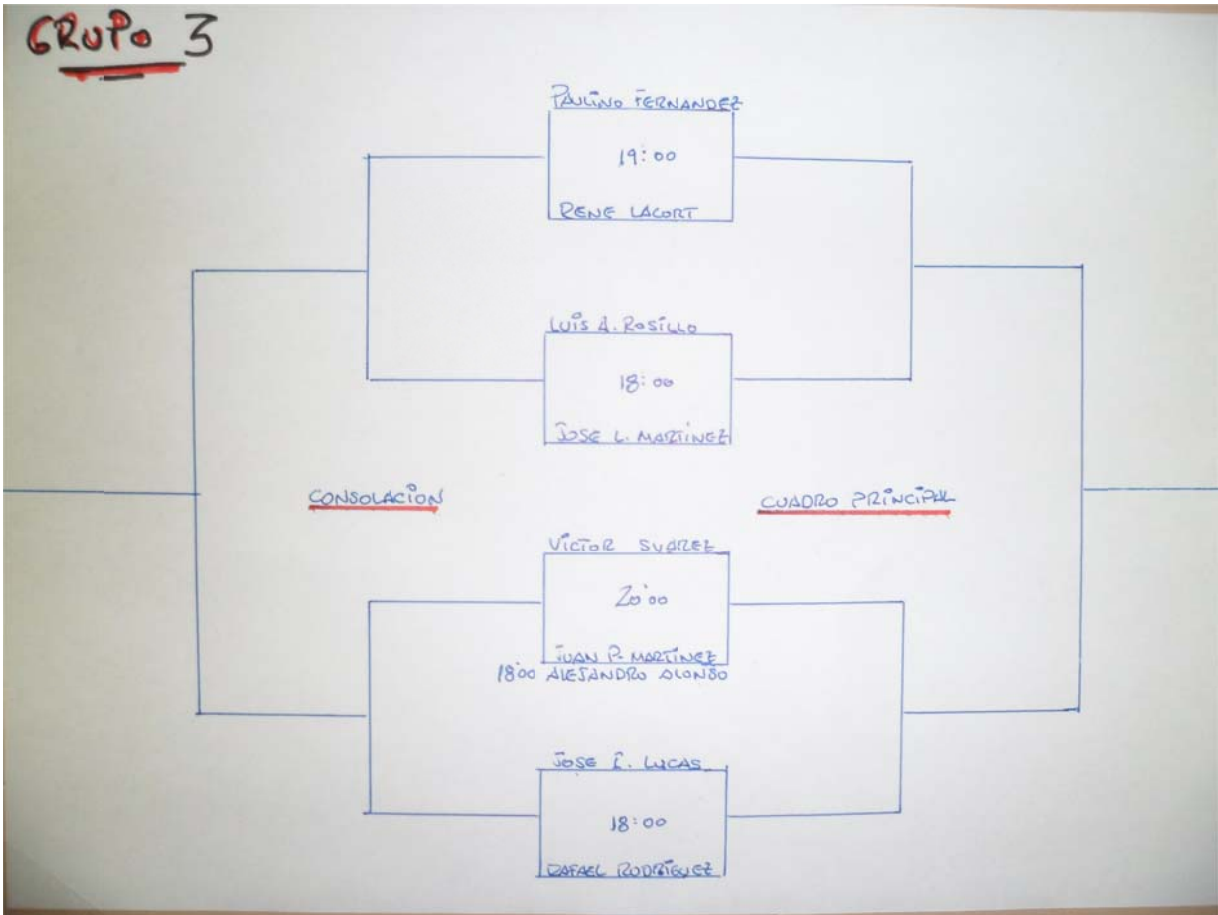 GRUPO 3
PAULINO FERNANDEZ
19:00
RENE LACORT
LUIS A. ROSILLO
18:00
JOSE L. MARTINEZ
CONSOLACION
CUADRO PRINCIPAL
VICTOR SUAREZ
20:00
JUAN P. MARTINEZ
18:00 ALEJANDRO ALONSO
JOSE I. LUCAS
18:00
RAFAEL RODRIGUEZ